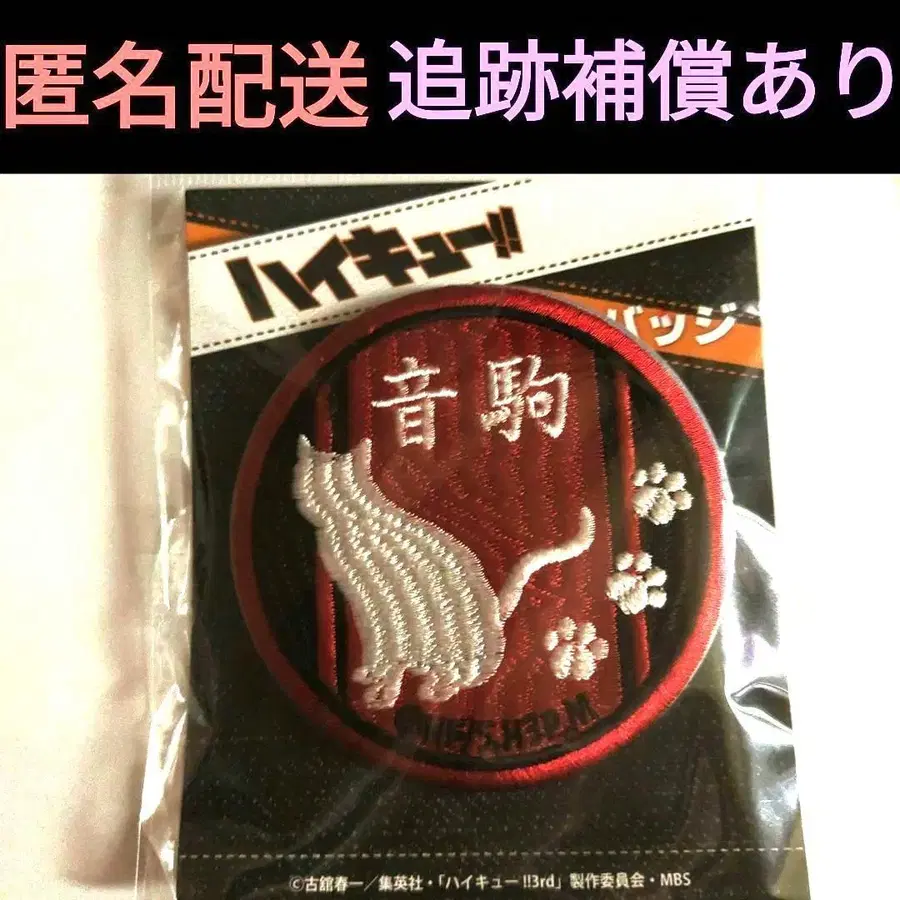 匿名配送 追跡補償あり
ハイキュー!!
バッジ
音駒
©古舘春一／集英社・「ハイキュー!!3rd」製作委員会・MBS